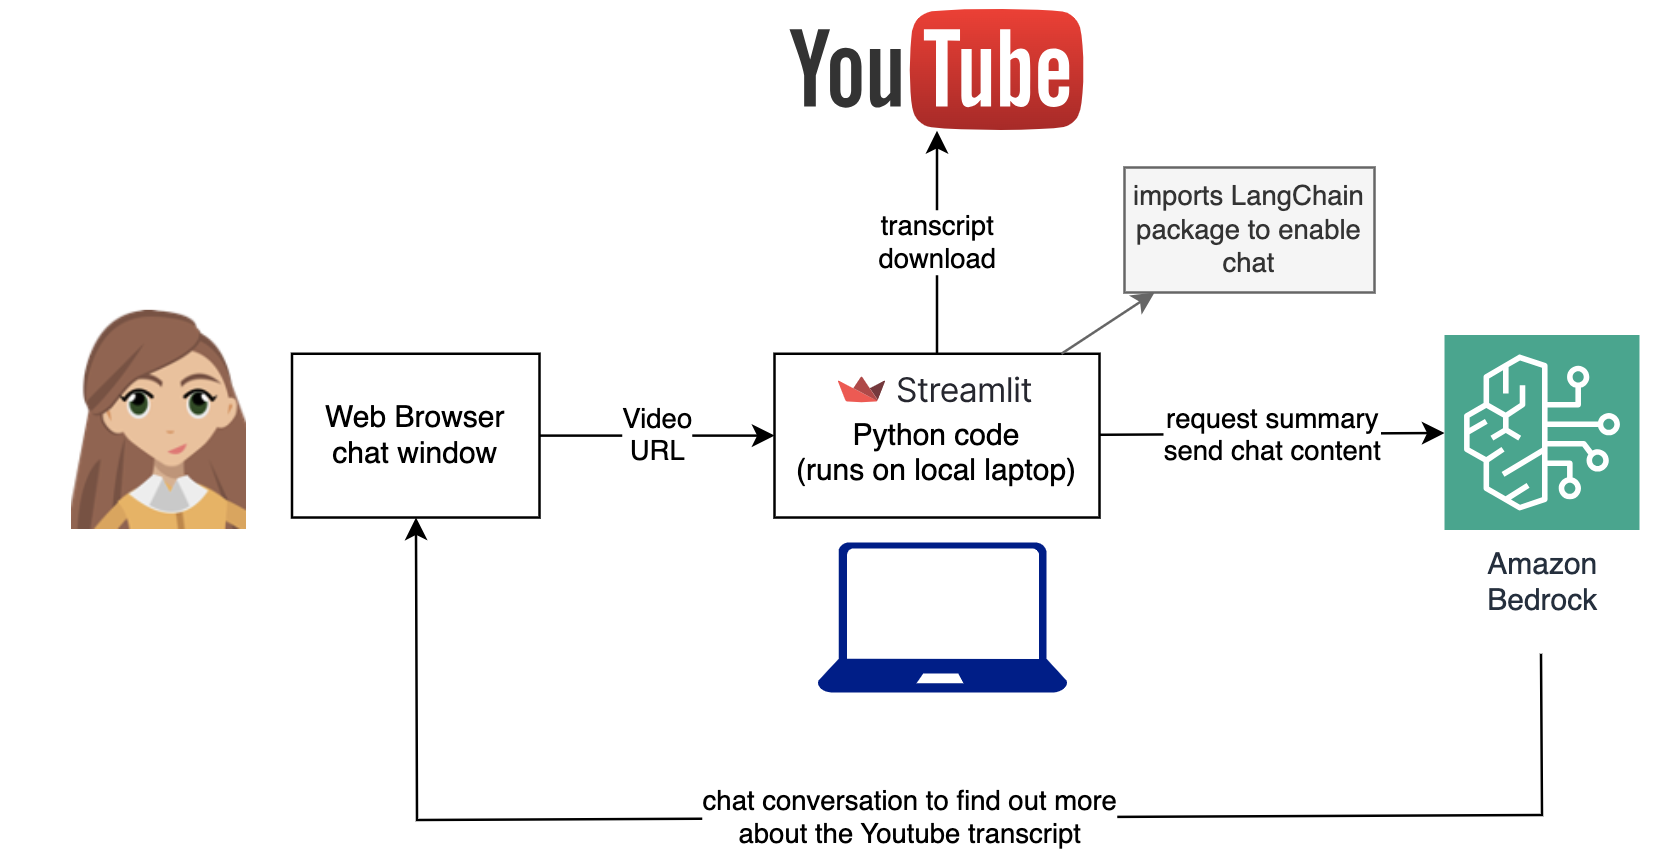 YouTube
transcript
download
imports LangChain
package to enable
chat
Web Browser
chat window
Video
URL
Streamlit
Python code
(runs on local laptop)
request summary
send chat content
Amazon
Bedrock
chat conversation to find out more
about the Youtube transcript